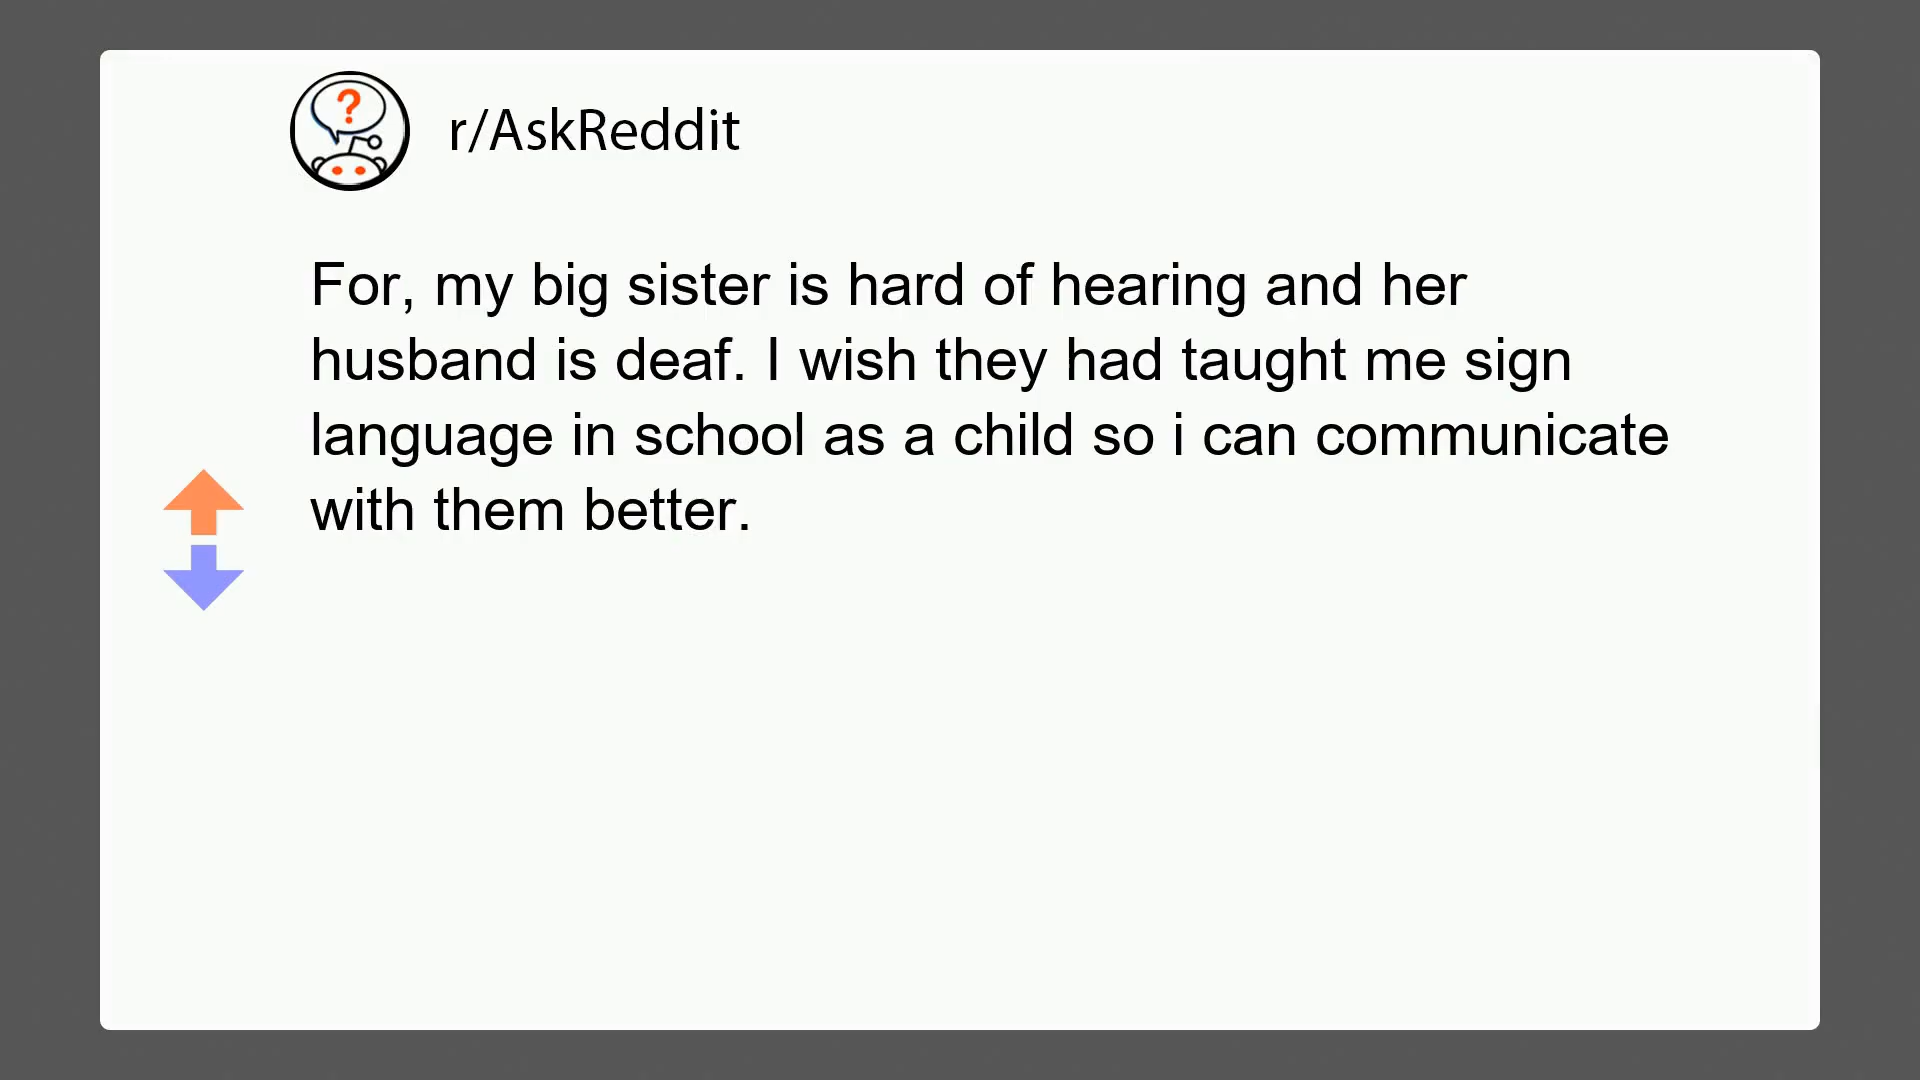 r/AskReddit
For, my big sister is hard of hearing and her
husband is deaf. I wish they had taught me sign
language in school as a child so i can communicate
with them better.